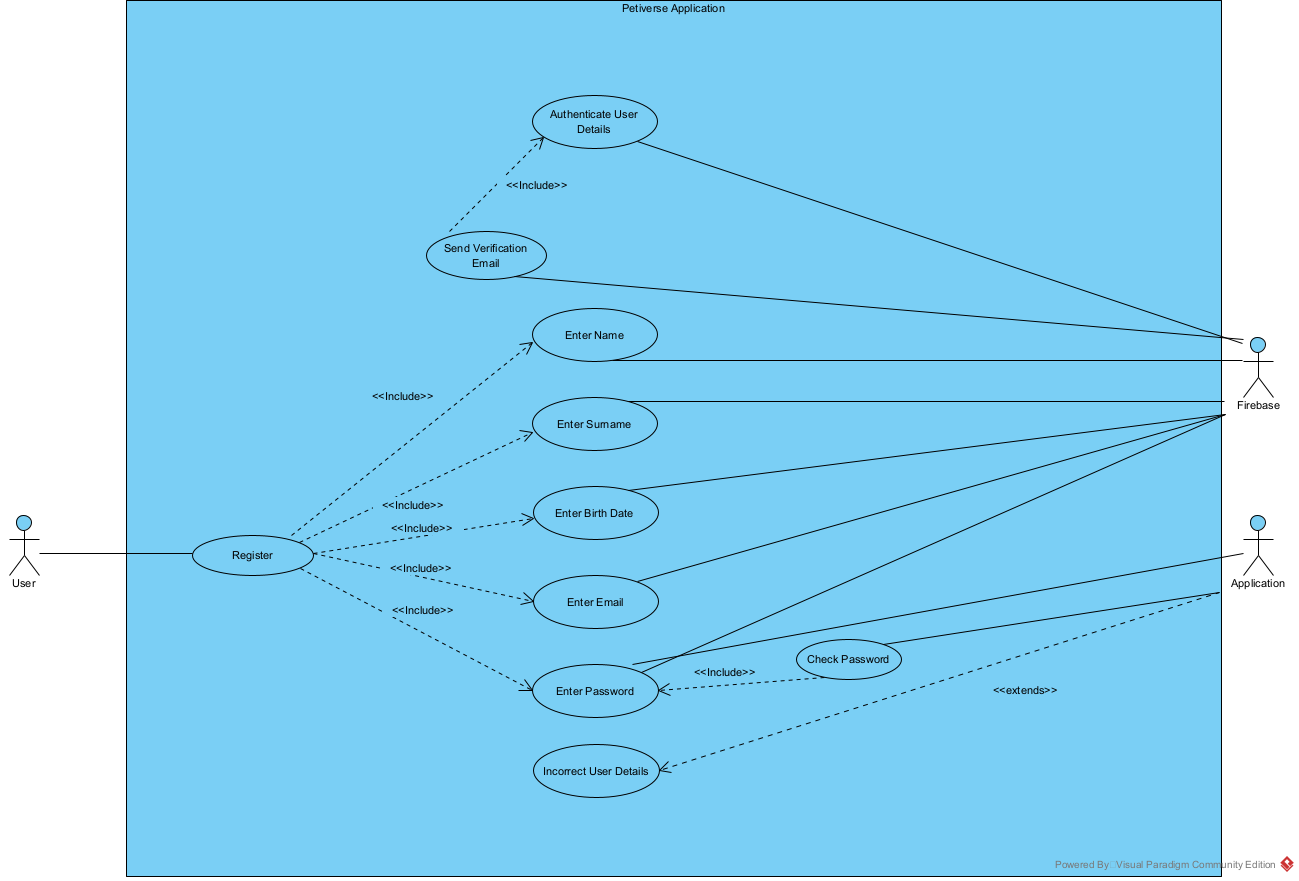 Petiverse Application
Authenticate User
Details
<<Include>>
Send Verification
Email
Enter Name
<<Include>>
Firebase
Enter Surname
<<Include>>
Enter Birth Date
<<Include>>
User
Register
<<Include>>
Enter Email
Application
<<Include>>
Check Password
<<Include>>
Enter Password
<<extends>>
Incorrect User Details
Powered By Visual Paradigm Community Edition